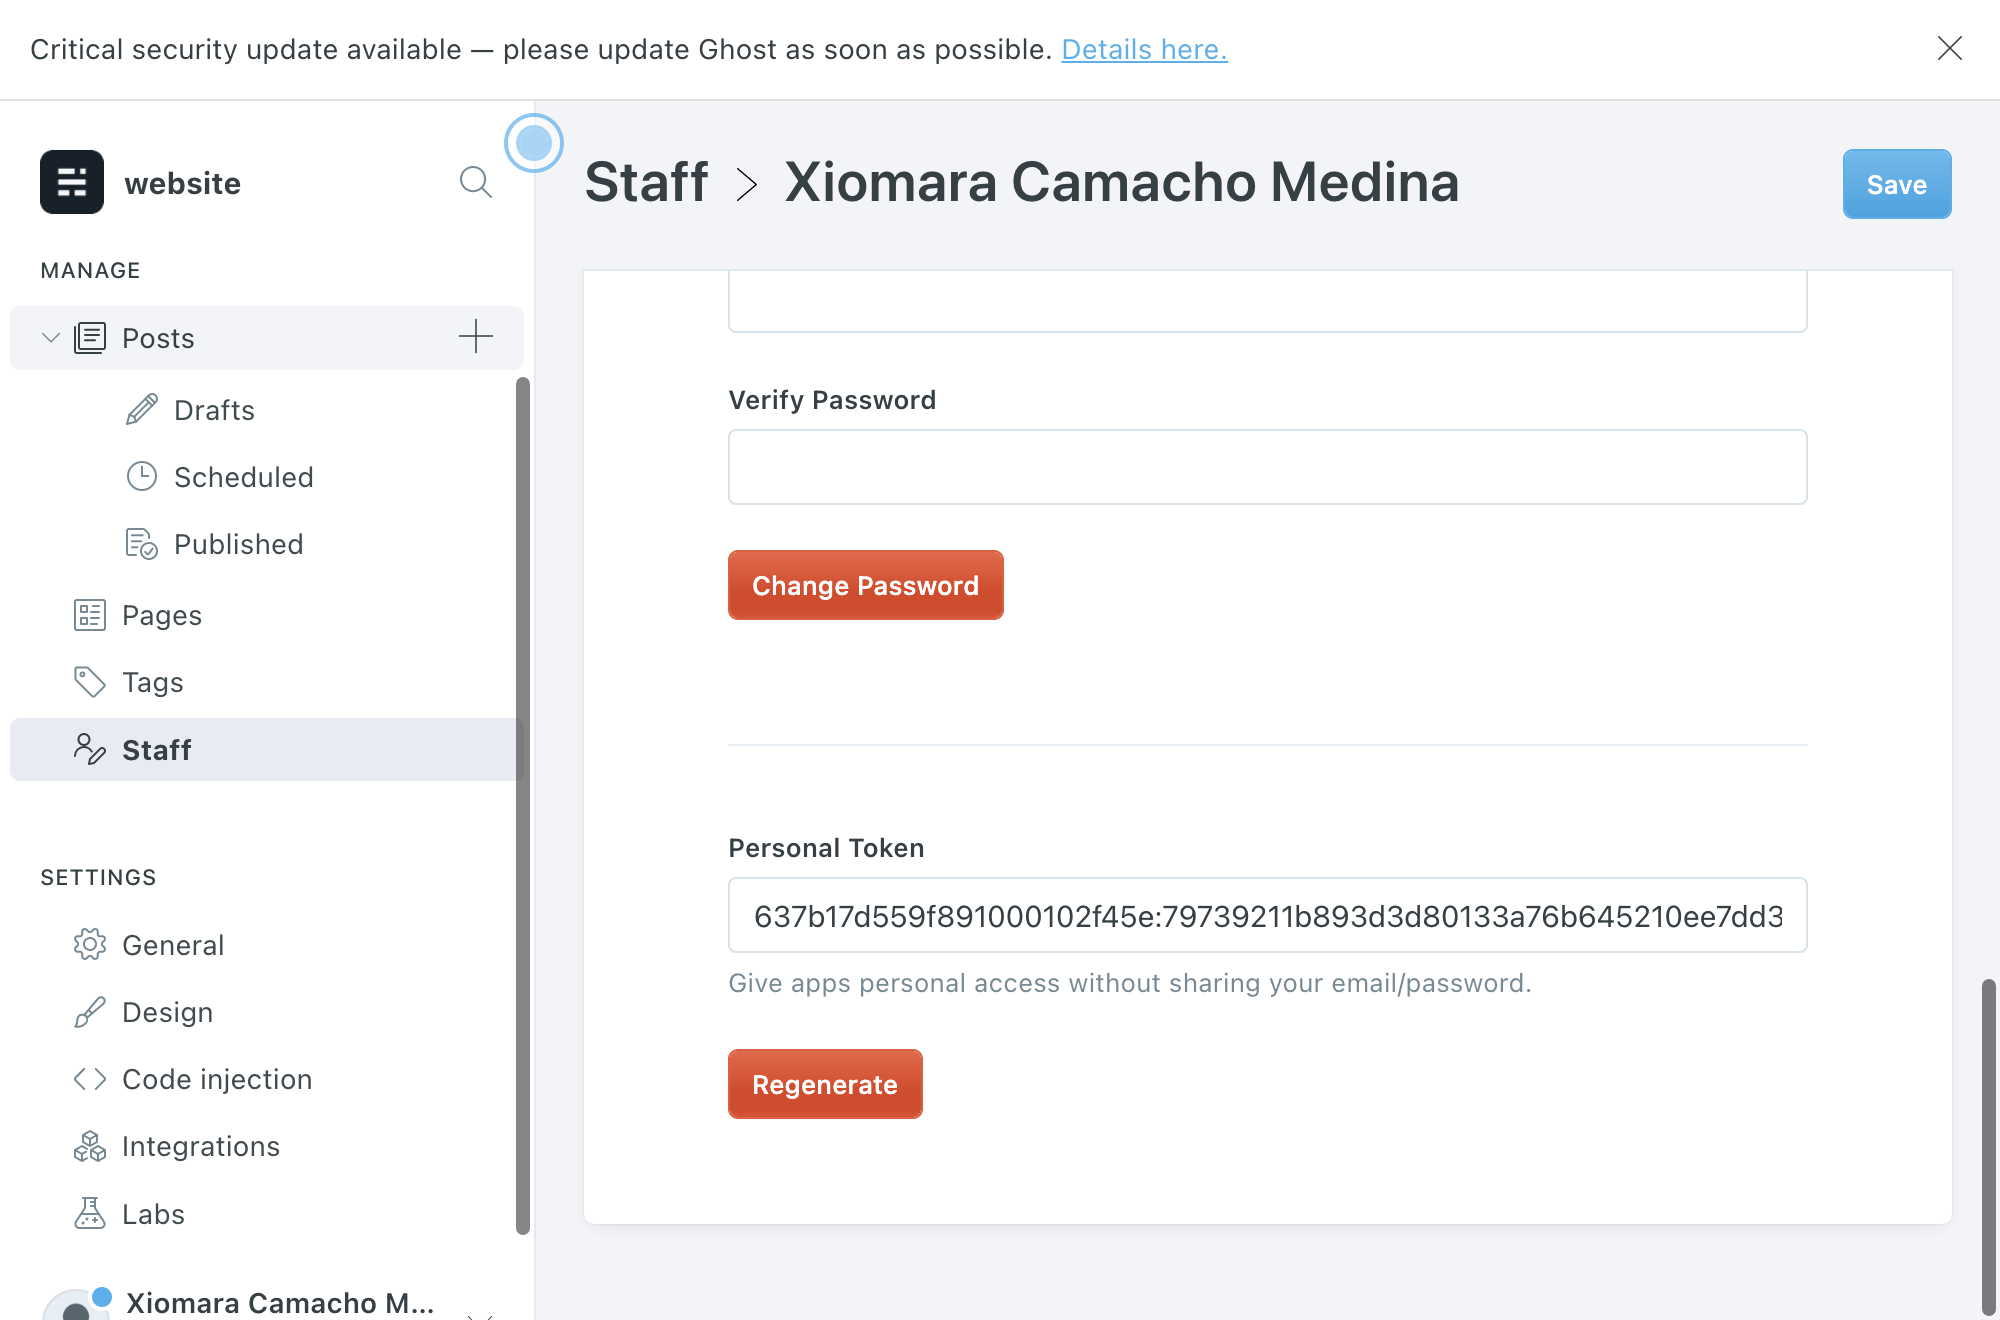 Critical security update available — please update Ghost as soon as possible. Details here.
website
MANAGE
Posts
Drafts
Scheduled
Published
Pages
Tags
Staff
SETTINGS
General
Design
Code injection
Integrations
Labs
Xiomara Camacho M...
Staff > Xiomara Camacho Medina
Save
Verify Password
Change Password
Personal Token
637b17d559f891000102f45e:79739211b893d3d80133a76b645210ee7dd3
Give apps personal access without sharing your email/password.
Regenerate